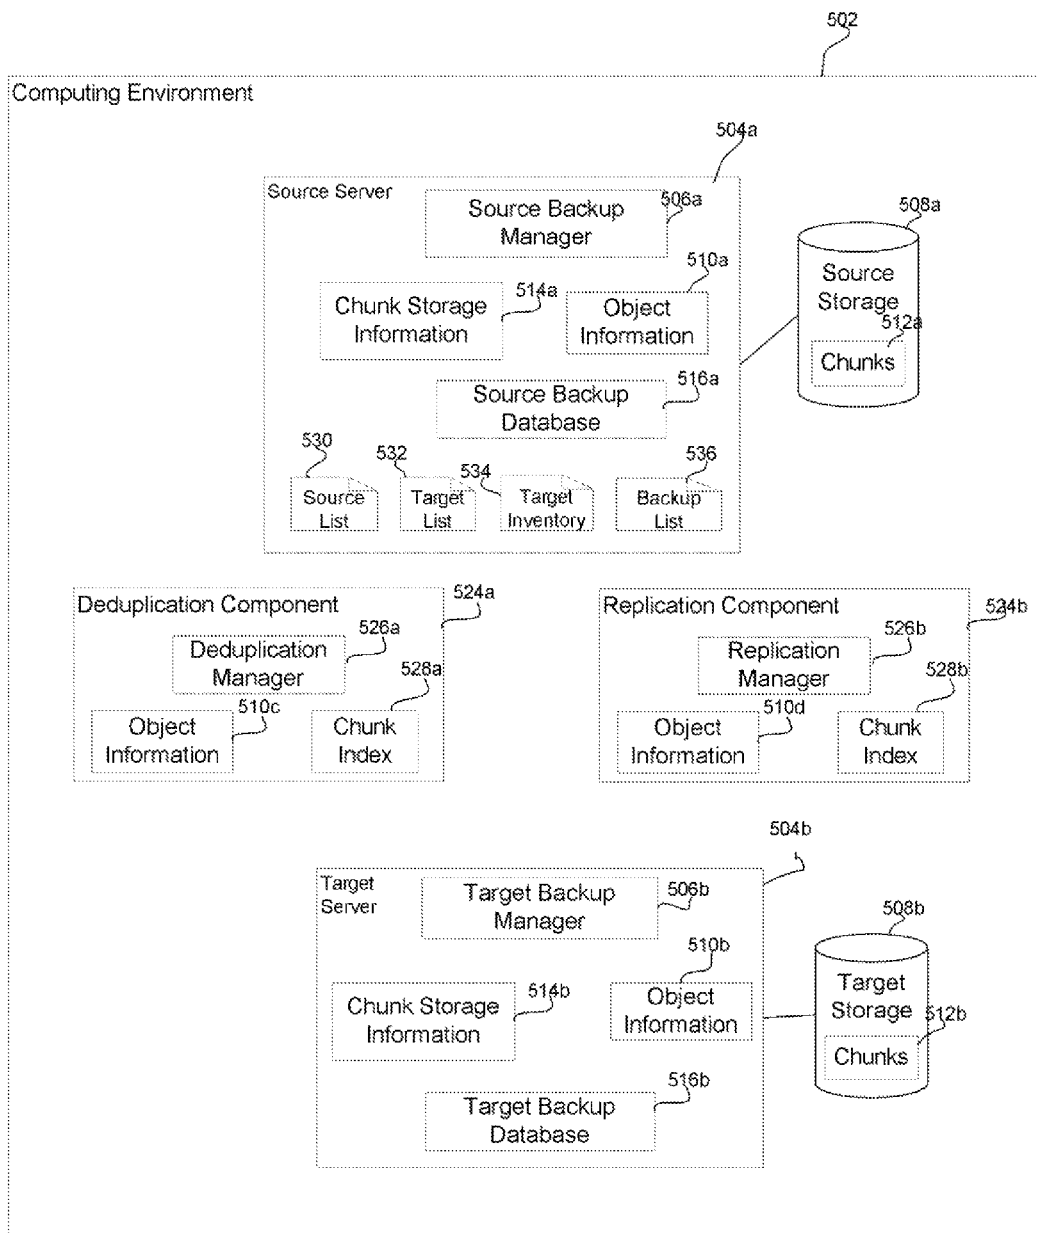 502
Computing Environment
504a
Source Server
Source Backup
Manager
506a
508a
Source
Storage
512a
Chunks
510a
Chunk Storage
Information
514a
Object
Information
Source Backup
Database
516a
530
532
534
536
Source
List
Target
List
Target
Inventory
Backup
List
Deduplication Component
524a
Deduplication
Manager
526a
528a
Object
Information
510c
Chunk
Index
Replication Component
524b
Replication
Manager
526b
528b
Object
Information
510d
Chunk
Index
504b
Target
Server
Target Backup
Manager
506b
508b
Target
Storage
512b
Chunks
510b
Chunk Storage
Information
514b
Object
Information
Target Backup
Database
516b